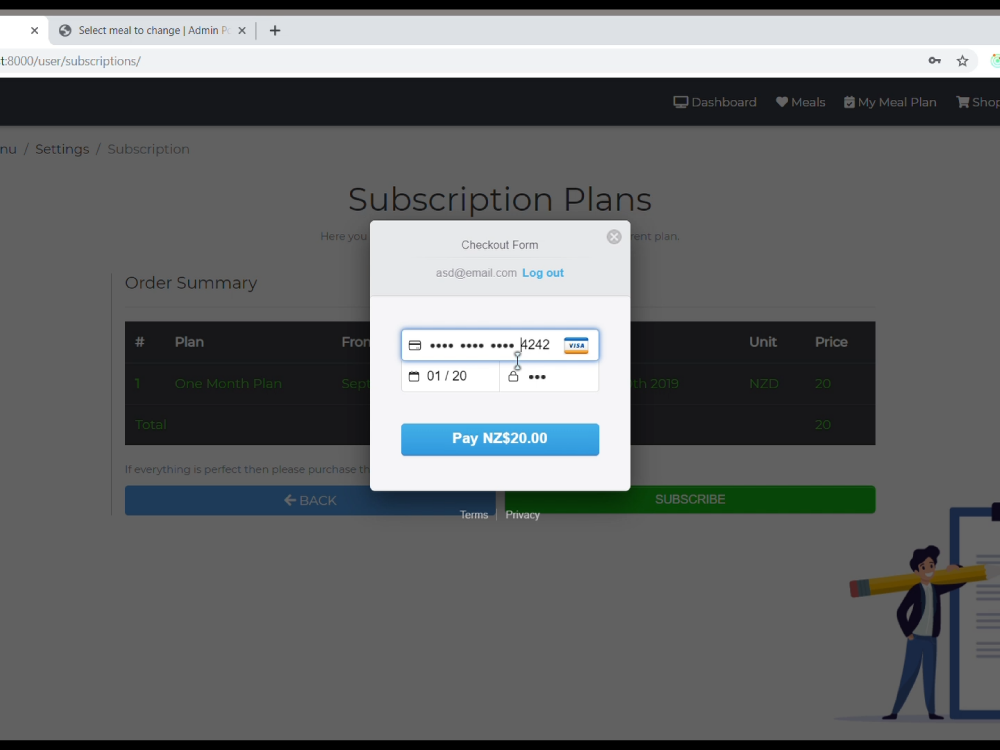 Select meal to change | Admin Po
t:8000/user/subscriptions/
Dashboard Meals My Meal Plan Shop
nu / Settings / Subscription
Subscription Plans
Here you rent plan.
Checkout Form
asd@email.com Log out
Order Summary
•••• •••• •••• 4242 VISA
# Plan From Unit Price
01 / 20 •••
1 One Month Plan Sept th 2019 NZD 20
Total 20
Pay NZ$20.00
If everything is perfect then please purchase th
BACK SUBSCRIBE
Terms Privacy